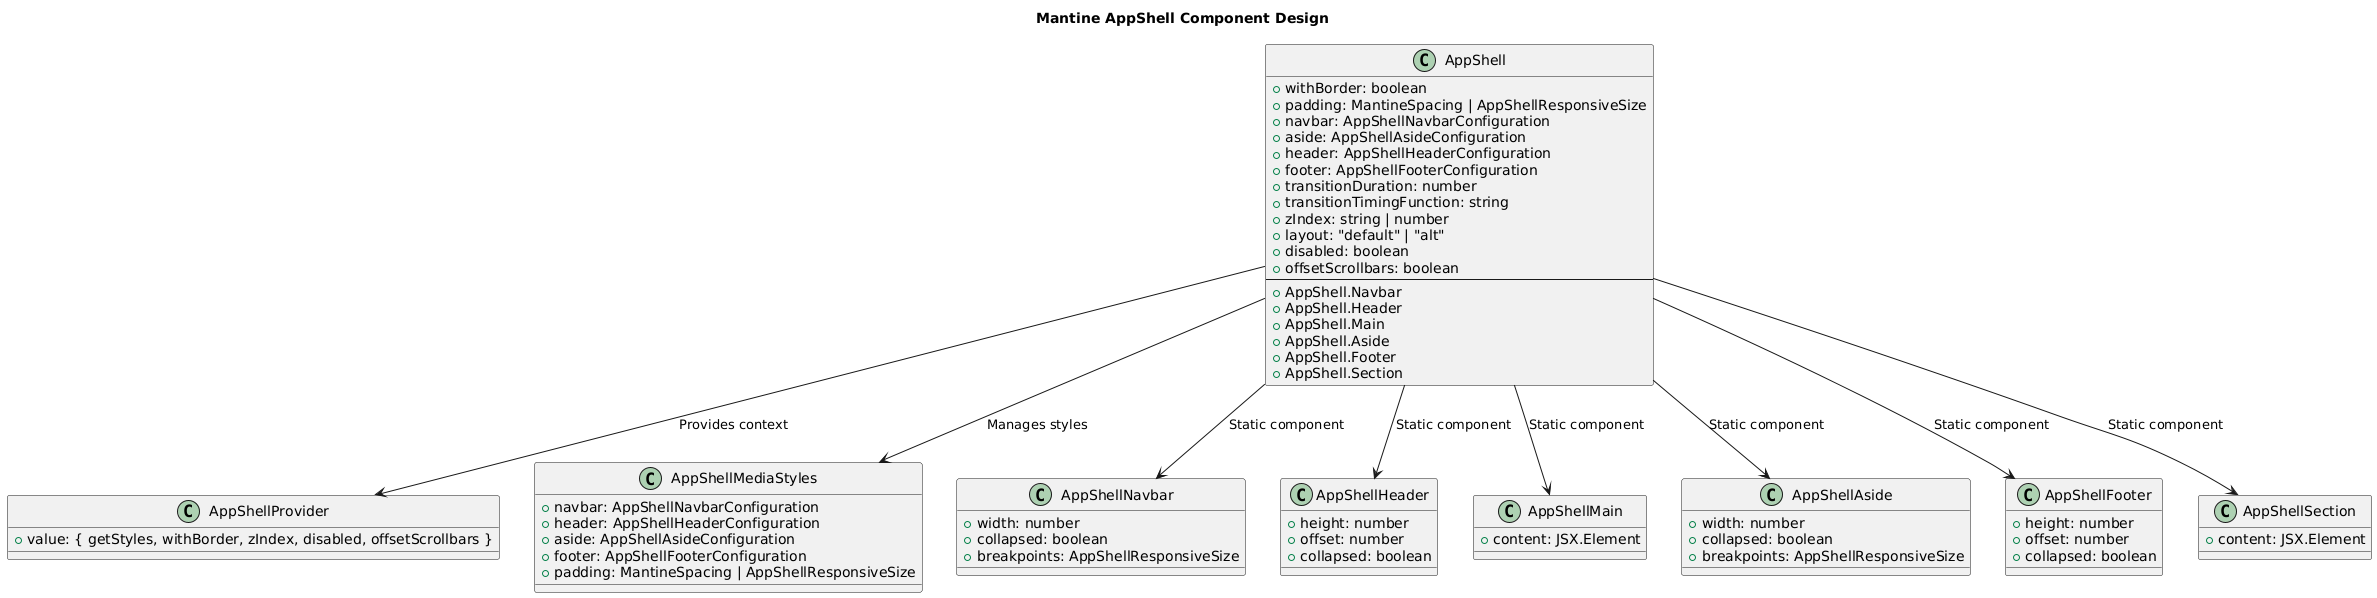 Mantine AppShell Component Design
C AppShell
withBorder: boolean
padding: MantineSpacing | AppShellResponsiveSize
navbar: AppShellNavbarConfiguration
aside: AppShellAsideConfiguration
header: AppShellHeaderConfiguration
footer: AppShellFooterConfiguration
transitionDuration: number
transitionTimingFunction: string
zIndex: string | number
layout: "default" | "alt"
disabled: boolean
offsetScrollbars: boolean
AppShell.Navbar
AppShell.Header
AppShell.Main
AppShell.Aside
AppShell.Footer
AppShell.Section
Provides context
Manages styles
Static component
Static component
Static component
Static component
Static component
Static component
C AppShellProvider
value: { getStyles, withBorder, zIndex, disabled, offsetScrollbars }
C AppShellMediaStyles
navbar: AppShellNavbarConfiguration
header: AppShellHeaderConfiguration
aside: AppShellAsideConfiguration
footer: AppShellFooterConfiguration
padding: MantineSpacing | AppShellResponsiveSize
C AppShellNavbar
width: number
collapsed: boolean
breakpoints: AppShellResponsiveSize
C AppShellHeader
height: number
offset: number
collapsed: boolean
C AppShellMain
content: JSX.Element
C AppShellAside
width: number
collapsed: boolean
breakpoints: AppShellResponsiveSize
C AppShellFooter
height: number
offset: number
collapsed: boolean
C AppShellSection
content: JSX.Element